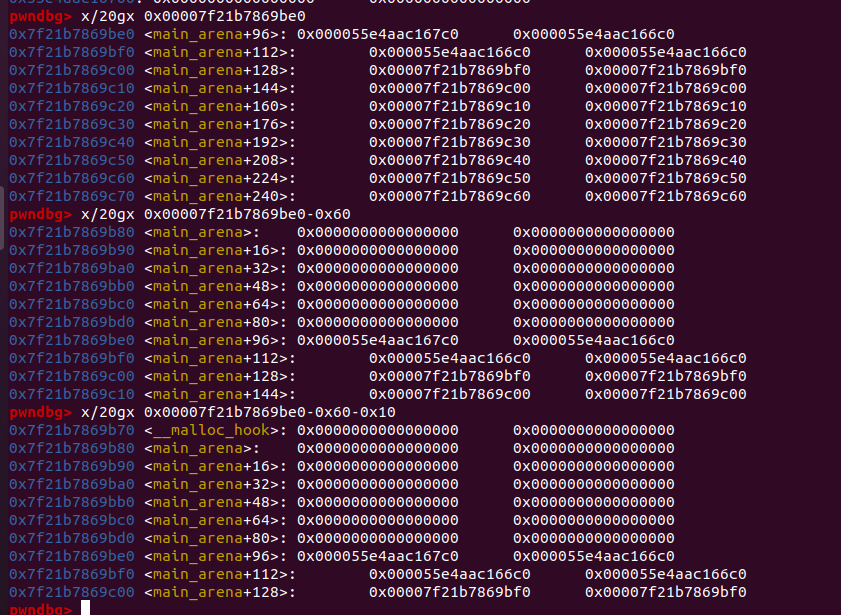 pwndbg> x/20gx 0x00007f21b7869be0
0x7f21b7869be0 <main_arena+96>: 0x000055e4aac167c0 0x000055e4aac166c0
0x7f21b7869bf0 <main_arena+112>: 0x000055e4aac166c0 0x000055e4aac166c0
0x7f21b7869c00 <main_arena+128>: 0x00007f21b7869bf0 0x00007f21b7869bf0
0x7f21b7869c10 <main_arena+144>: 0x00007f21b7869c00 0x00007f21b7869c00
0x7f21b7869c20 <main_arena+160>: 0x00007f21b7869c10 0x00007f21b7869c10
0x7f21b7869c30 <main_arena+176>: 0x00007f21b7869c20 0x00007f21b7869c20
0x7f21b7869c40 <main_arena+192>: 0x00007f21b7869c30 0x00007f21b7869c30
0x7f21b7869c50 <main_arena+208>: 0x00007f21b7869c40 0x00007f21b7869c40
0x7f21b7869c60 <main_arena+224>: 0x00007f21b7869c50 0x00007f21b7869c50
0x7f21b7869c70 <main_arena+240>: 0x00007f21b7869c60 0x00007f21b7869c60
pwndbg> x/20gx 0x00007f21b7869be0-0x60
0x7f21b7869b80 <main_arena>: 0x0000000000000000 0x0000000000000000
0x7f21b7869b90 <main_arena+16>: 0x0000000000000000 0x0000000000000000
0x7f21b7869ba0 <main_arena+32>: 0x0000000000000000 0x0000000000000000
0x7f21b7869bb0 <main_arena+48>: 0x0000000000000000 0x0000000000000000
0x7f21b7869bc0 <main_arena+64>: 0x0000000000000000 0x0000000000000000
0x7f21b7869bd0 <main_arena+80>: 0x0000000000000000 0x0000000000000000
0x7f21b7869be0 <main_arena+96>: 0x000055e4aac167c0 0x000055e4aac166c0
0x7f21b7869bf0 <main_arena+112>: 0x000055e4aac166c0 0x000055e4aac166c0
0x7f21b7869c00 <main_arena+128>: 0x00007f21b7869bf0 0x00007f21b7869bf0
0x7f21b7869c10 <main_arena+144>: 0x00007f21b7869c00 0x00007f21b7869c00
pwndbg> x/20gx 0x00007f21b7869be0-0x60-0x10
0x7f21b7869b70 <__malloc_hook>: 0x0000000000000000 0x0000000000000000
0x7f21b7869b80 <main_arena>: 0x0000000000000000 0x0000000000000000
0x7f21b7869b90 <main_arena+16>: 0x0000000000000000 0x0000000000000000
0x7f21b7869ba0 <main_arena+32>: 0x0000000000000000 0x0000000000000000
0x7f21b7869bb0 <main_arena+48>: 0x0000000000000000 0x0000000000000000
0x7f21b7869bc0 <main_arena+64>: 0x0000000000000000 0x0000000000000000
0x7f21b7869bd0 <main_arena+80>: 0x0000000000000000 0x0000000000000000
0x7f21b7869be0 <main_arena+96>: 0x000055e4aac167c0 0x000055e4aac166c0
0x7f21b7869bf0 <main_arena+112>: 0x000055e4aac166c0 0x000055e4aac166c0
0x7f21b7869c00 <main_arena+128>: 0x00007f21b7869bf0 0x00007f21b7869bf0
pwndbg>